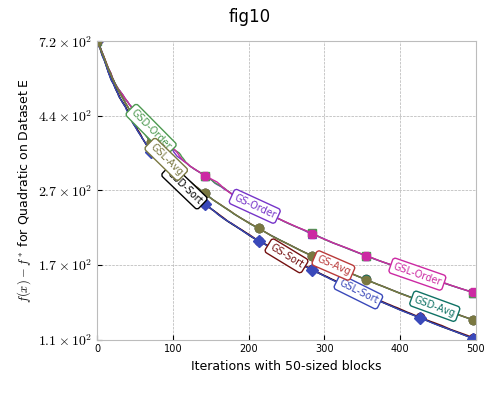 fig10
7.2 × 10²
4.4 × 10²
2.7 × 10²
1.7 × 10²
1.1 × 10²
f(x) − f* for Quadratic on Dataset E
GSD-Order
GSL-Avg
GSD-Sort
GS-Order
GS-Sort
GS-Avg
GSL-Sort
GSL-Order
GSD-Avg
0 100 200 300 400 500
Iterations with 50-sized blocks